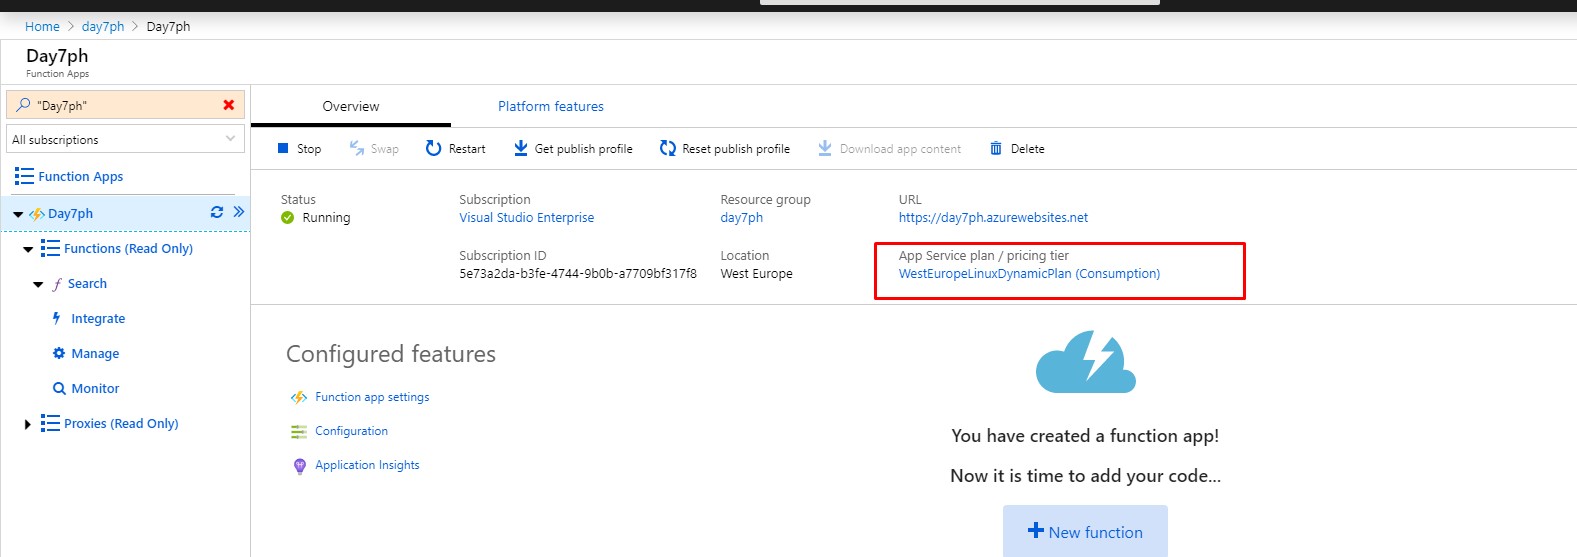 Home > day7ph > Day7ph
Day7ph
Function Apps
"Day7ph"
All subscriptions
Function Apps
Day7ph
Functions (Read Only)
Search
Integrate
Manage
Monitor
Proxies (Read Only)
Overview Platform features
Stop Swap Restart Get publish profile Reset publish profile Download app content Delete
Status Subscription Resource group URL
Running Visual Studio Enterprise day7ph https://day7ph.azurewebsites.net
Subscription ID Location App Service plan / pricing tier
5e73a2da-b3fe-4744-9b0b-a7709bf317f8 West Europe WestEuropeLinuxDynamicPlan (Consumption)
Configured features
Function app settings
Configuration
Application Insights
You have created a function app!
Now it is time to add your code...
New function